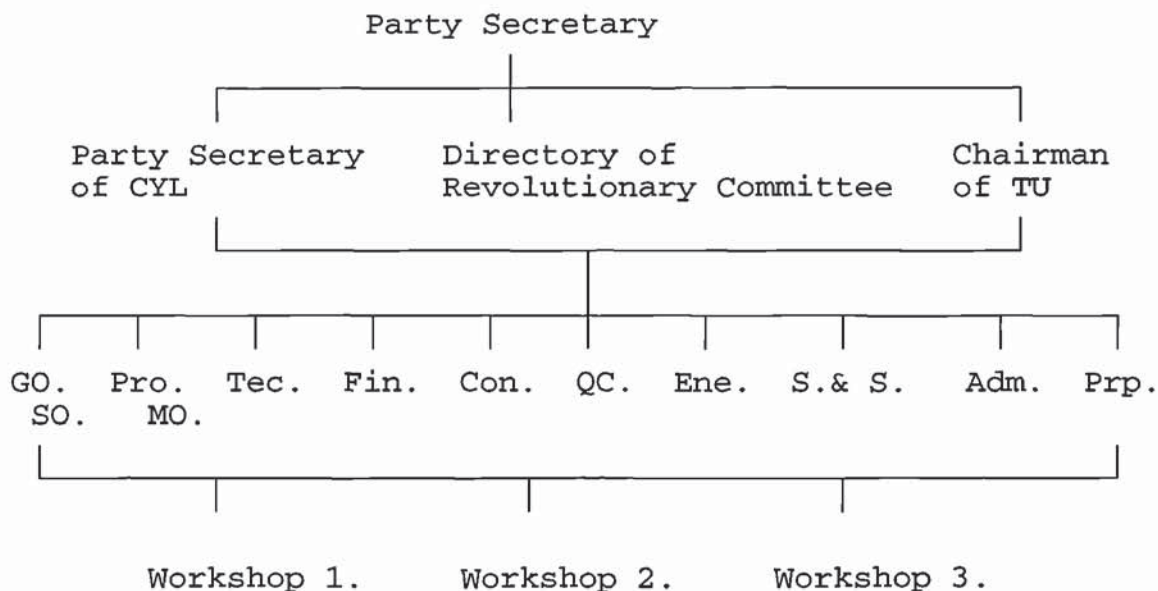 Party Secretary
Party Secretary Directory of Chairman
of CYL Revolutionary Committee of TU
GO. Pro. Tec. Fin. Con. QC. Ene. S.& S. Adm. Prp.
SO. MO.
Workshop 1. Workshop 2. Workshop 3.